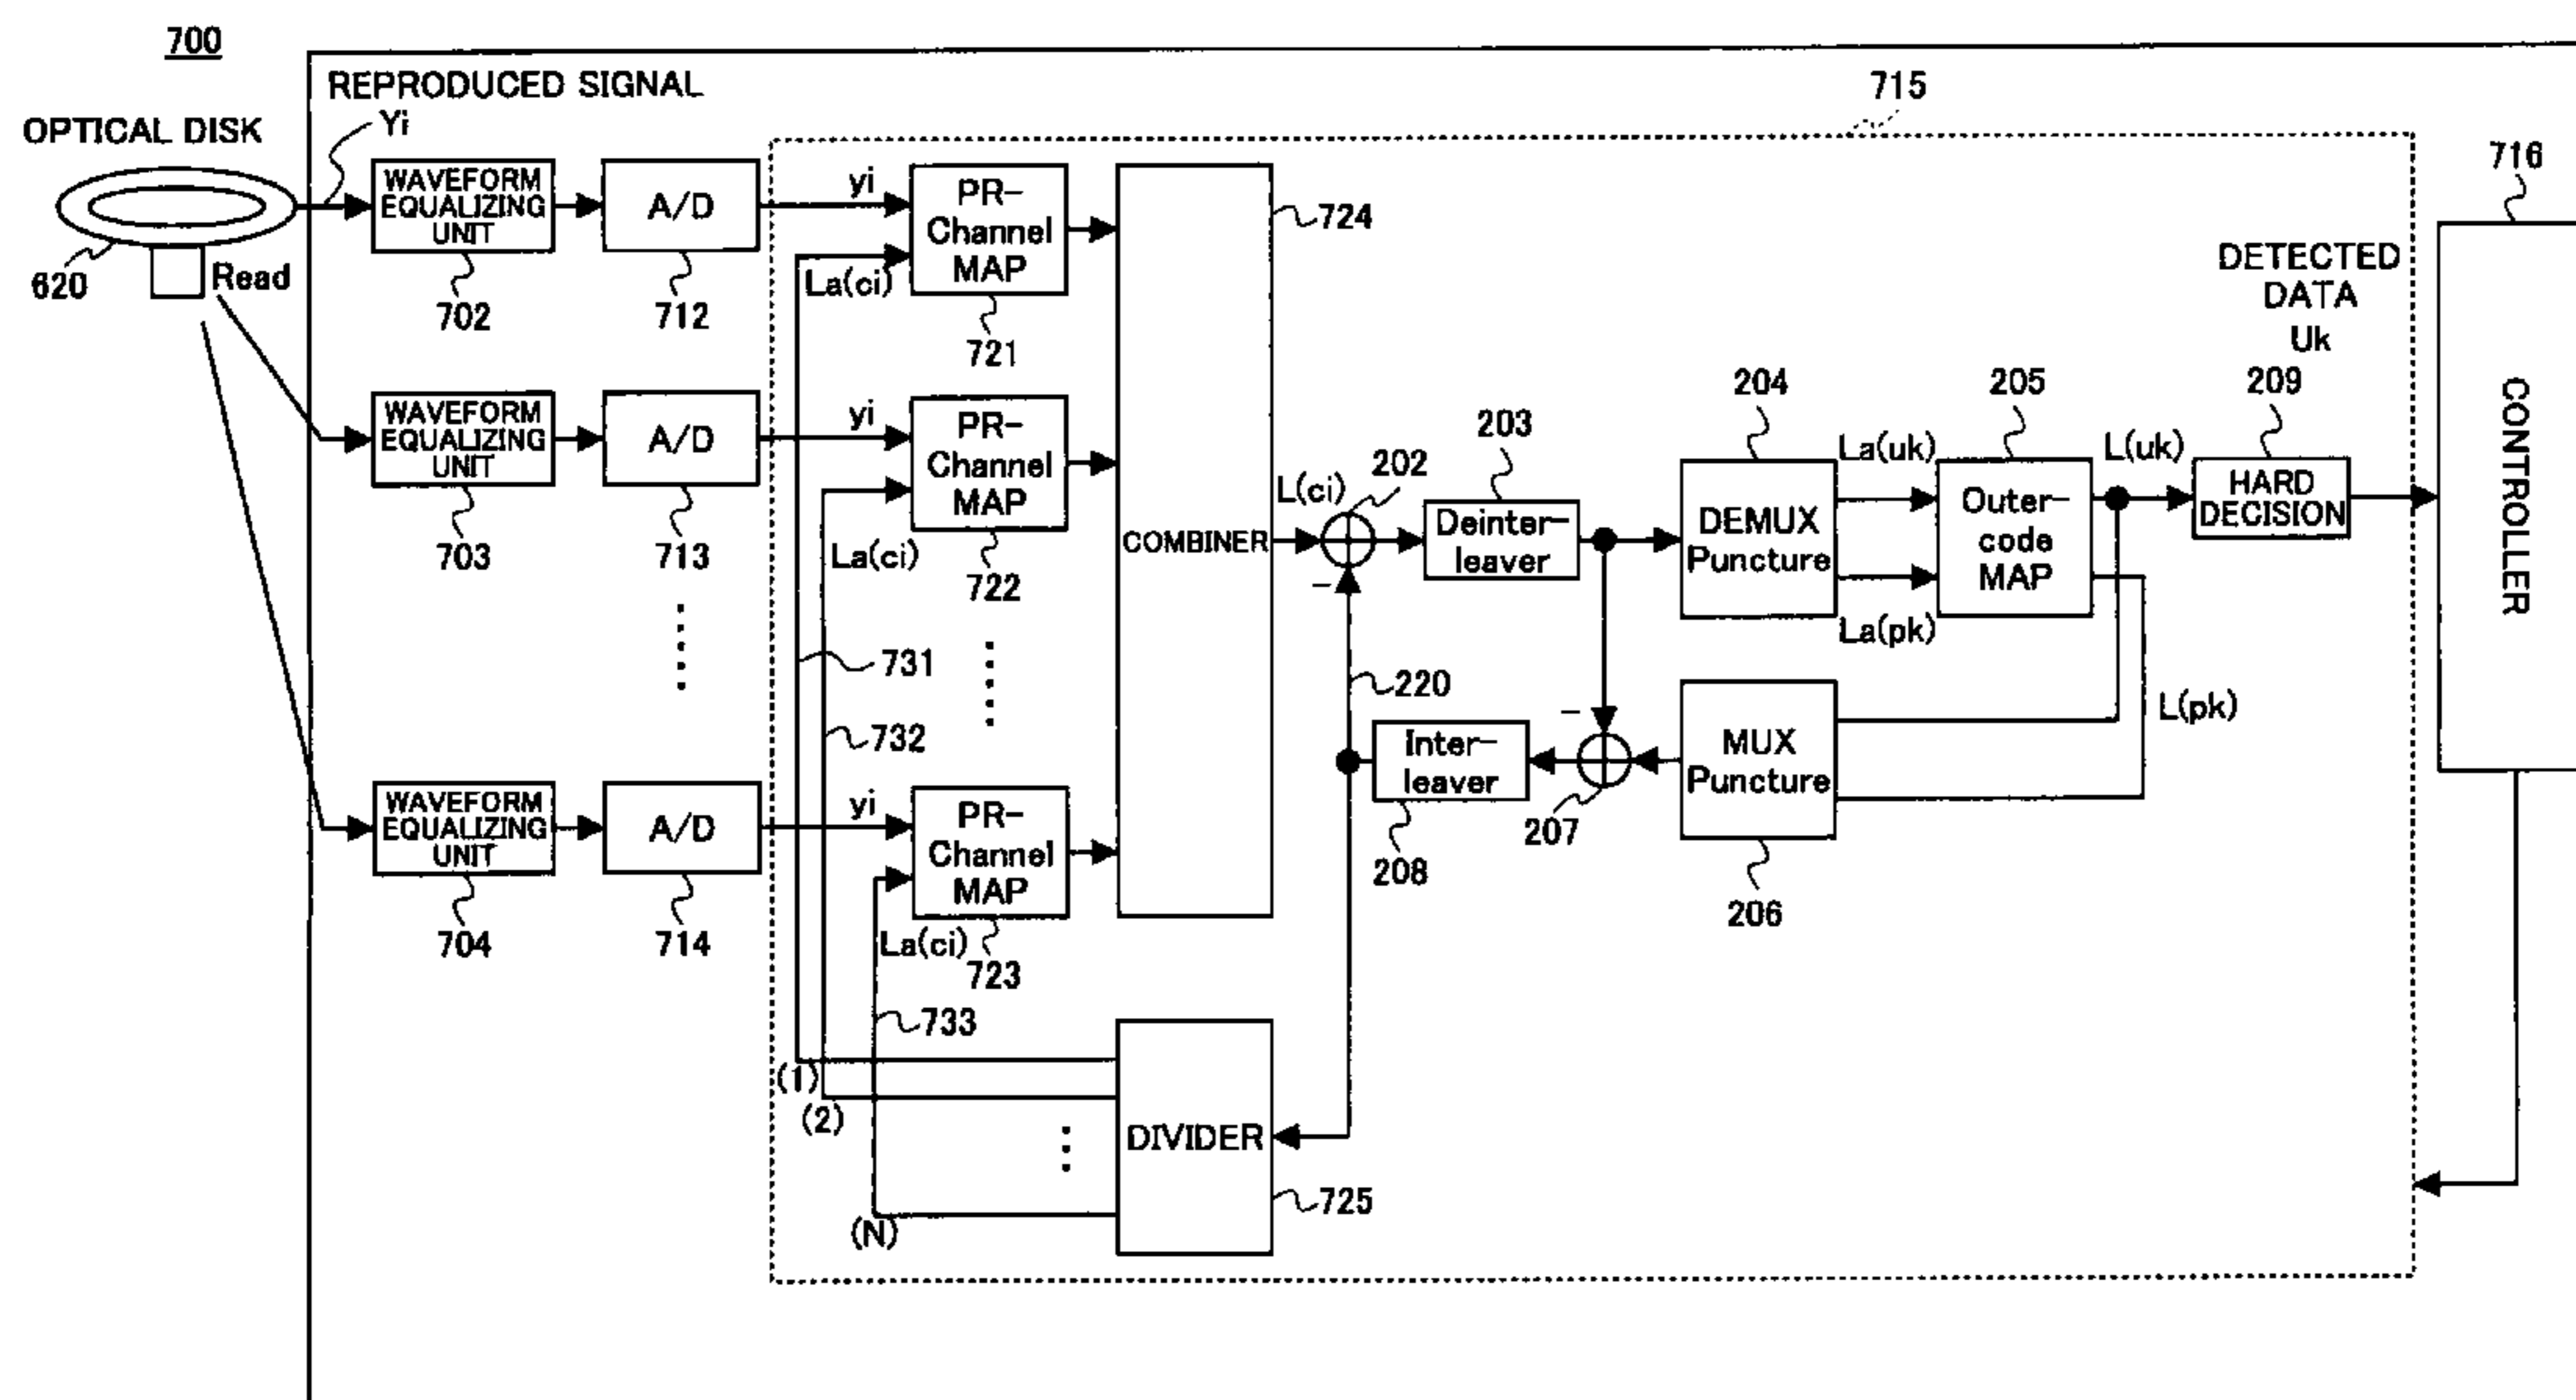 700
REPRODUCED SIGNAL
OPTICAL DISK
Yi
620
Read
WAVEFORM
EQUALIZING
UNIT
702
A/D
712
yi
La(ci)
PR-
Channel
MAP
721
WAVEFORM
EQUALIZING
UNIT
703
A/D
713
yi
La(ci)
PR-
Channel
MAP
722
WAVEFORM
EQUALIZING
UNIT
704
A/D
714
yi
La(ci)
PR-
Channel
MAP
723
731
732
733
(1)
(2)
(N)
COMBINER
724
DIVIDER
725
715
L(ci)
202
-
220
203
Deinter-
leaver
204
DEMUX
Puncture
La(uk)
La(pk)
205
Outer-
code
MAP
L(uk)
L(pk)
DETECTED
DATA
Uk
209
HARD
DECISION
MUX
Puncture
206
-
207
Inter-
leaver
208
716
CONTROLLER